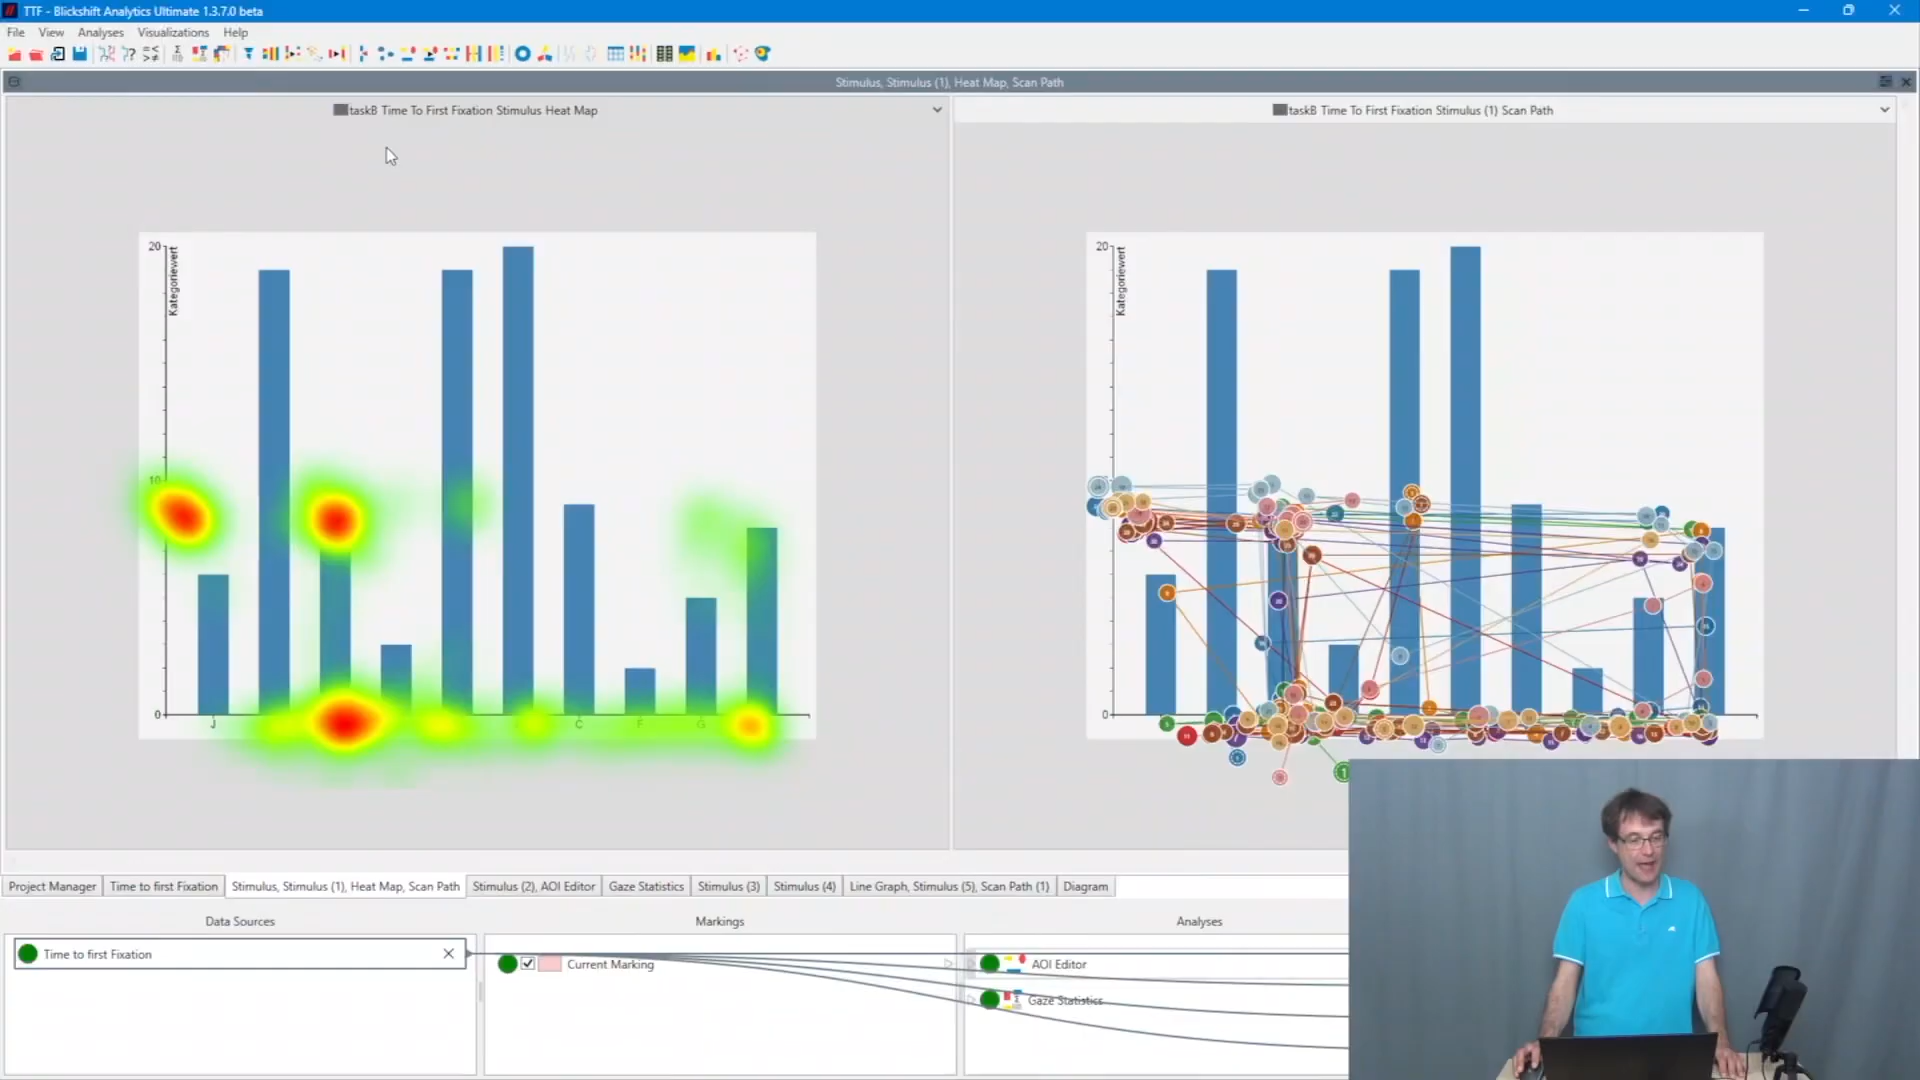 TTF - Blickshift Analytics Ultimate 1.3.7.0 beta
File View Analyses Visualizations Help
Stimulus, Stimulus (1), Heat Map, Scan Path
taskB Time To First Fixation Stimulus Heat Map
taskB Time To First Fixation Stimulus (1) Scan Path
20
Kategoriewert
10
0
J C F G
20
Kategoriewert
0
Project Manager Time to first Fixation Stimulus, Stimulus (1), Heat Map, Scan Path Stimulus (2), AOI Editor Gaze Statistics Stimulus (3) Stimulus (4) Line Graph, Stimulus (5), Scan Path (1) Diagram
Data Sources Markings Analyses
Time to first Fixation
Current Marking
AOI Editor
Gaze Statistics